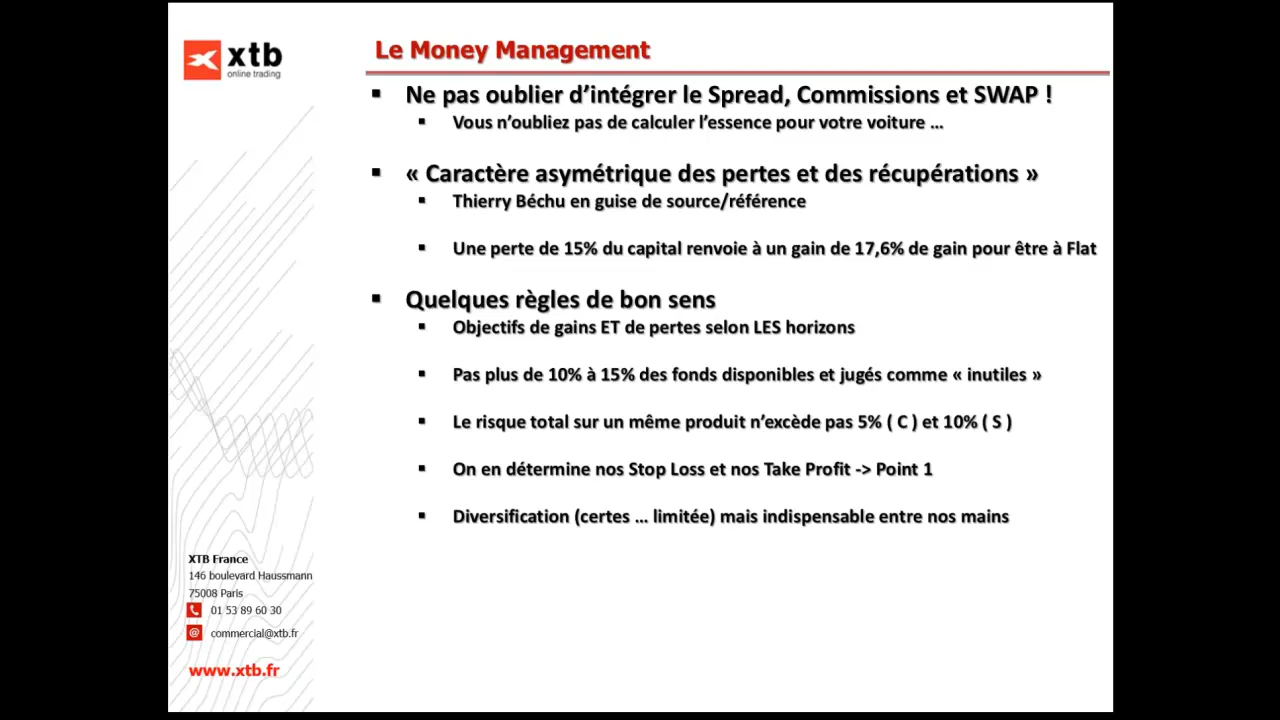 xtb
online trading
Le Money Management
▪ Ne pas oublier d’intégrer le Spread, Commissions et SWAP !
▪ Vous n’oubliez pas de calculer l’essence pour votre voiture …
▪ « Caractère asymétrique des pertes et des récupérations »
▪ Thierry Béchu en guise de source/référence
▪ Une perte de 15% du capital renvoie à un gain de 17,6% de gain pour être à Flat
▪ Quelques règles de bon sens
▪ Objectifs de gains ET de pertes selon LES horizons
▪ Pas plus de 10% à 15% des fonds disponibles et jugés comme « inutiles »
▪ Le risque total sur un même produit n’excède pas 5% ( C ) et 10% ( S )
▪ On en détermine nos Stop Loss et nos Take Profit -> Point 1
▪ Diversification (certes … limitée) mais indispensable entre nos mains
XTB France
146 boulevard Haussmann
75008 Paris
01 53 89 60 30
@ commercial@xtb.fr
www.xtb.fr